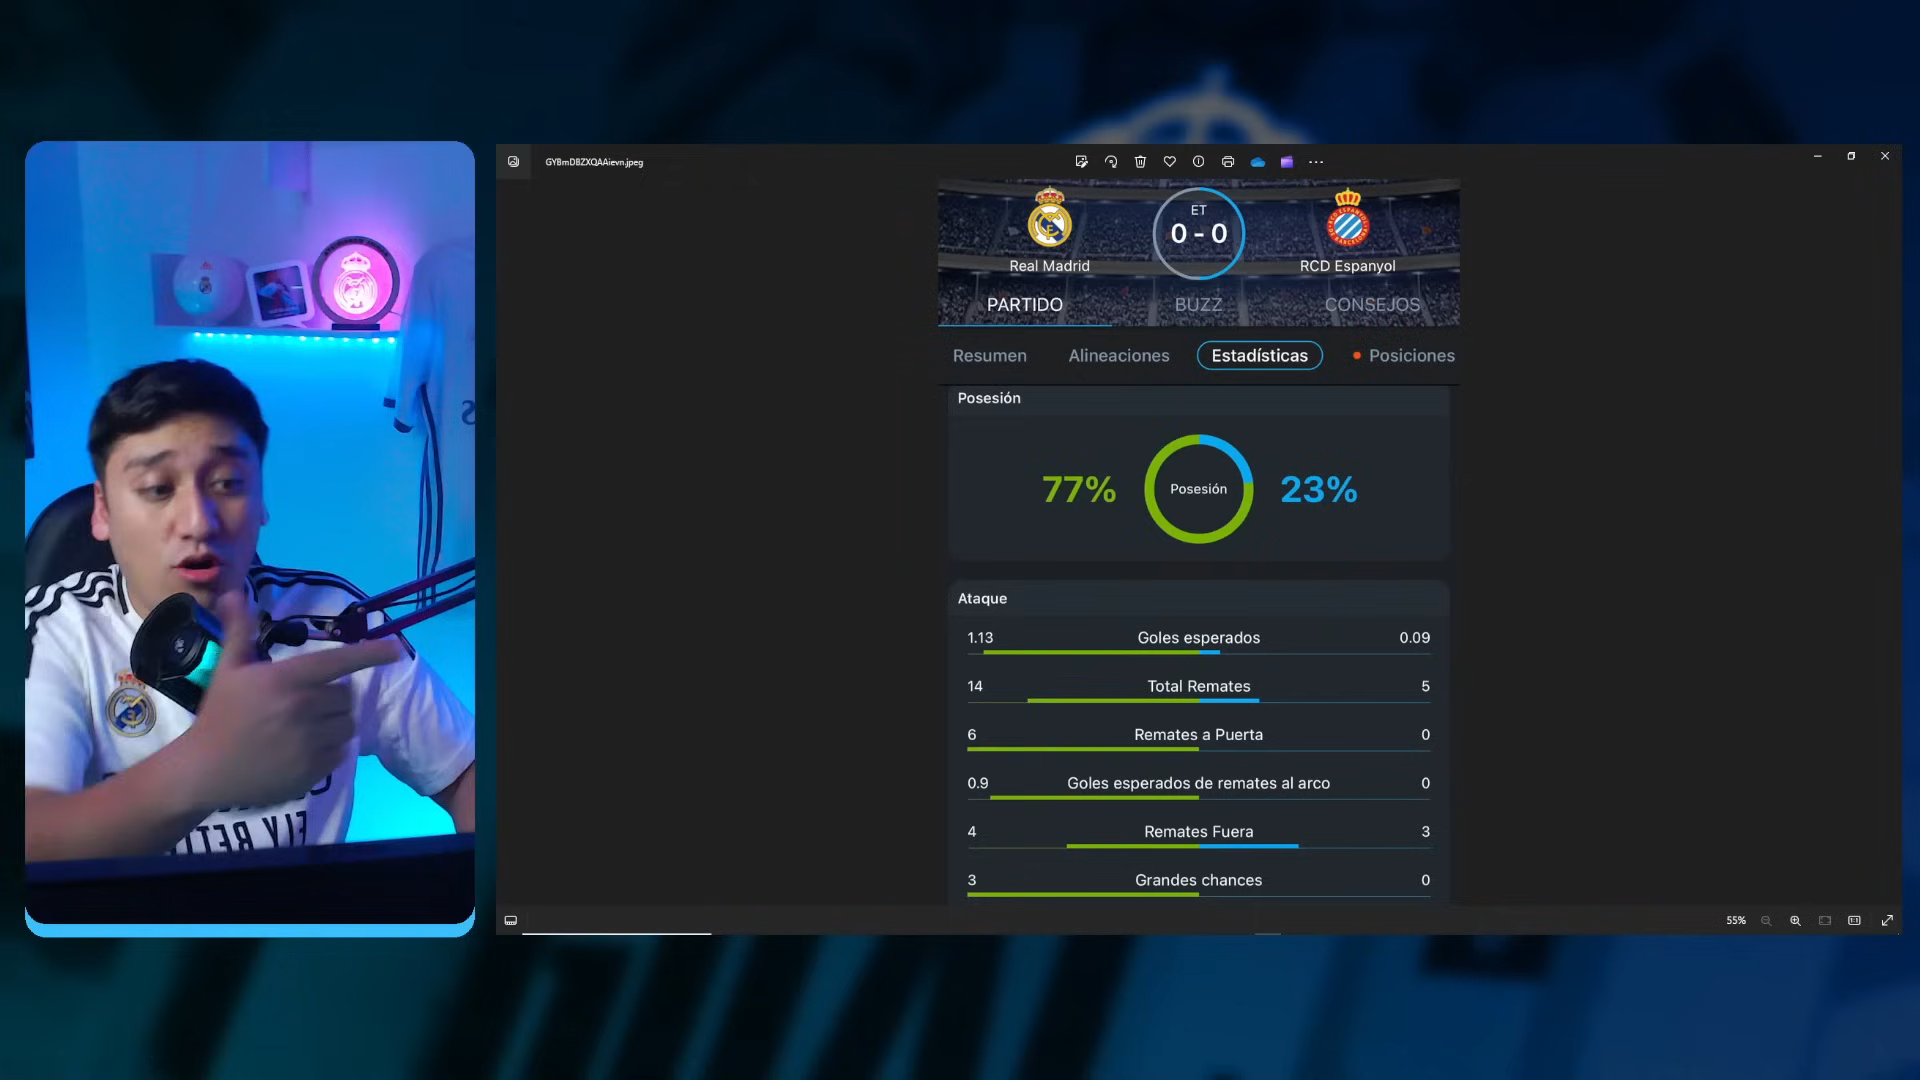 GYBmDBZXQAAievn.jpeg
ET
0 - 0
Real Madrid
RCD Espanyol
PARTIDO BUZZ CONSEJOS
Resumen Alineaciones Estadísticas Posiciones
Posesión
77% Posesión 23%
Ataque
1.13 Goles esperados 0.09
14 Total Remates 5
6 Remates a Puerta 0
0.9 Goles esperados de remates al arco 0
4 Remates Fuera 3
3 Grandes chances 0
55%